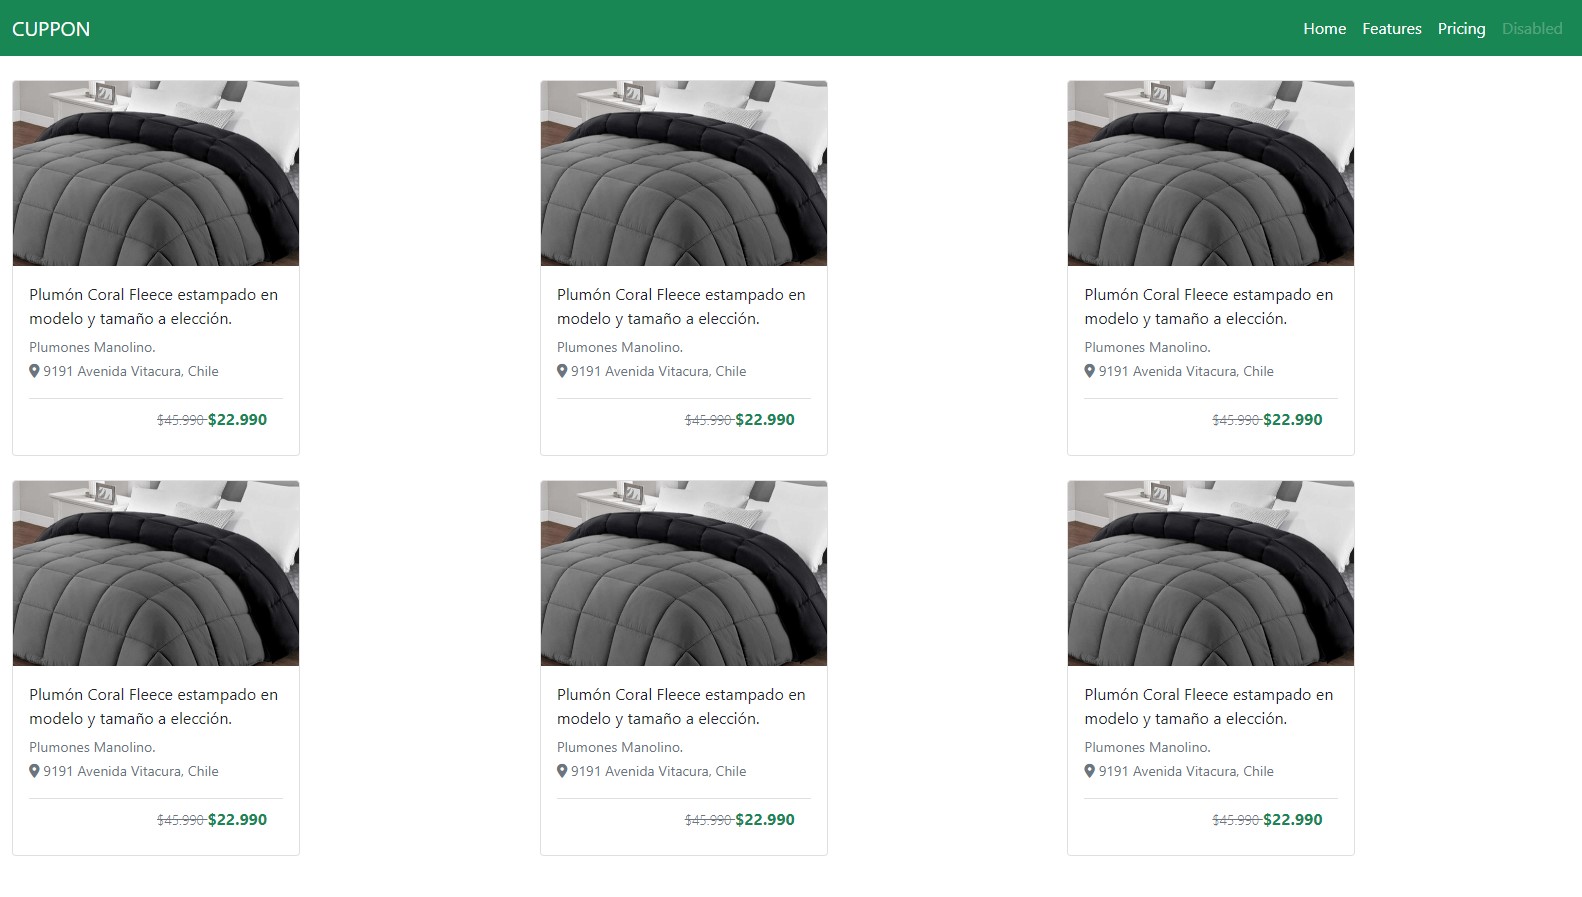 CUPPON
Home Features Pricing Disabled
Plumón Coral Fleece estampado en
modelo y tamaño a elección.
Plumones Manolino.
9191 Avenida Vitacura, Chile
$45.990 $22.990
Plumón Coral Fleece estampado en
modelo y tamaño a elección.
Plumones Manolino.
9191 Avenida Vitacura, Chile
$45.990 $22.990
Plumón Coral Fleece estampado en
modelo y tamaño a elección.
Plumones Manolino.
9191 Avenida Vitacura, Chile
$45.990 $22.990
Plumón Coral Fleece estampado en
modelo y tamaño a elección.
Plumones Manolino.
9191 Avenida Vitacura, Chile
$45.990 $22.990
Plumón Coral Fleece estampado en
modelo y tamaño a elección.
Plumones Manolino.
9191 Avenida Vitacura, Chile
$45.990 $22.990
Plumón Coral Fleece estampado en
modelo y tamaño a elección.
Plumones Manolino.
9191 Avenida Vitacura, Chile
$45.990 $22.990